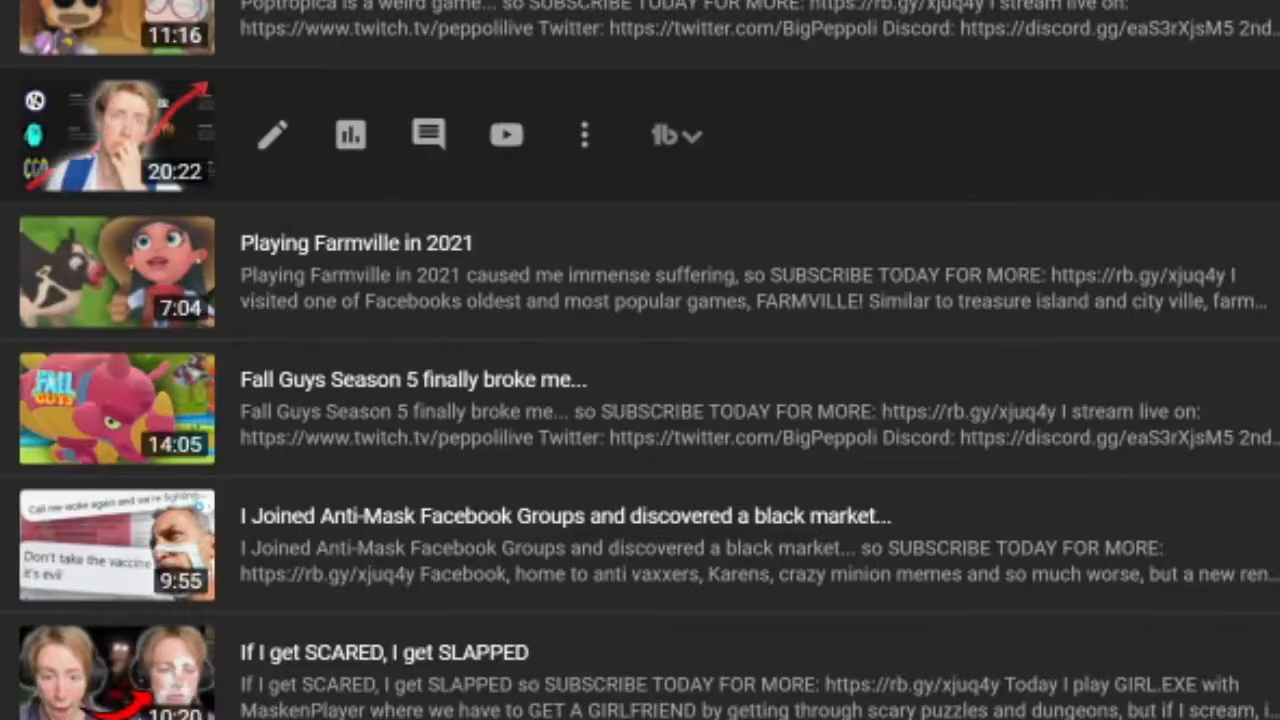 Poptropica is a weird game... so SUBSCRIBE TODAY FOR MORE: https://rb.gy/xjuq4y I stream live on:
11:16
https://www.twitch.tv/peppolilive Twitter: https://twitter.com/BigPeppoli Discord: https://discord.gg/eaS3rXjsM5 2nd...
20:22
Playing Farmville in 2021
Playing Farmville in 2021 caused me immense suffering, so SUBSCRIBE TODAY FOR MORE: https://rb.gy/xjuq4y I
visited one of Facebooks oldest and most popular games, FARMVILLE! Similar to treasure island and city ville, farm...
7:04
FALL GUYS
Fall Guys Season 5 finally broke me...
Fall Guys Season 5 finally broke me... so SUBSCRIBE TODAY FOR MORE: https://rb.gy/xjuq4y I stream live on:
https://www.twitch.tv/peppolilive Twitter: https://twitter.com/BigPeppoli Discord: https://discord.gg/eaS3rXjsM5 2nd...
14:05
Call me woke again and we're fighting
Don't take the vaccine
it's evil
9:55
I Joined Anti-Mask Facebook Groups and discovered a black market...
I Joined Anti-Mask Facebook Groups and discovered a black market... so SUBSCRIBE TODAY FOR MORE:
https://rb.gy/xjuq4y Facebook, home to anti vaxxers, Karens, crazy minion memes and so much worse, but a new ren...
If I get SCARED, I get SLAPPED
If I get SCARED, I get SLAPPED so SUBSCRIBE TODAY FOR MORE: https://rb.gy/xjuq4y Today I play GIRL.EXE with
MaskenPlayer where we have to GET A GIRLFRIEND by getting through scary puzzles and dungeons, but if I scream, i...
10:20